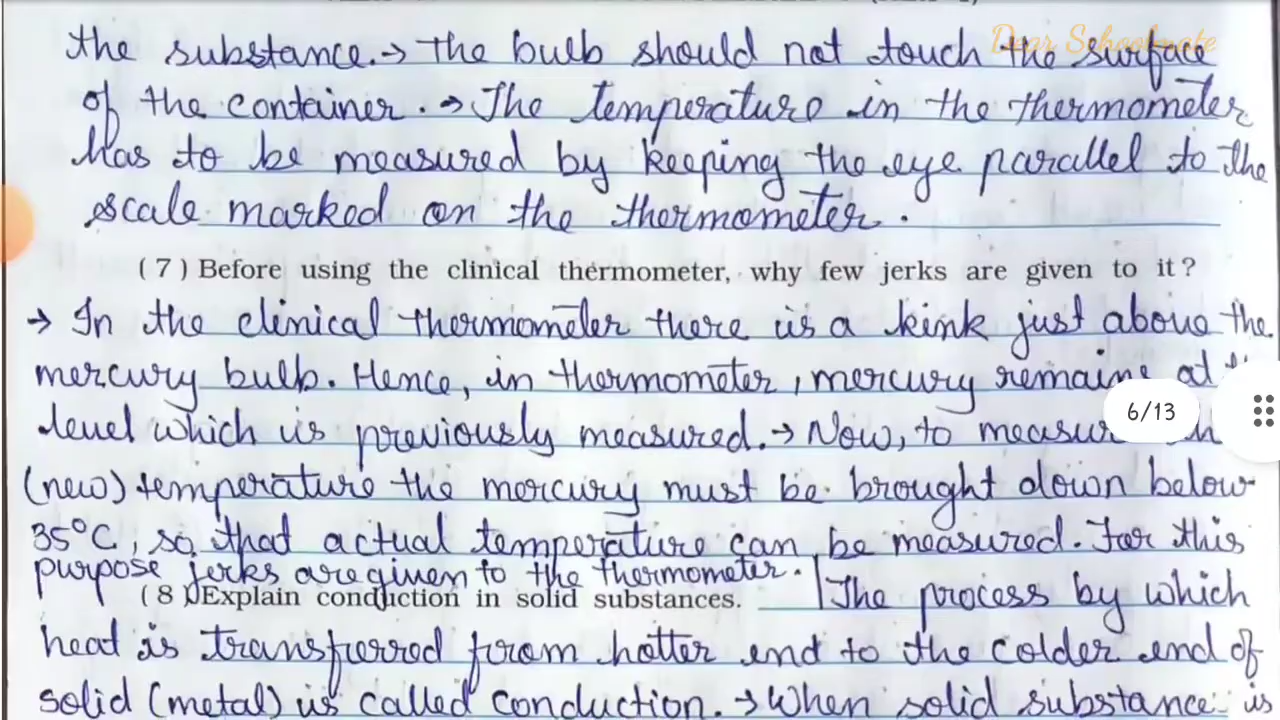 Dear Schoolmate
the substance.→ The bulb should not touch the surface
of the container. → The temperature in the thermometer
has to be measured by keeping the eye parallel to the
scale marked on the thermometer.
( 7 ) Before using the clinical thermometer, why few jerks are given to it ?
→ In the clinical thermometer there is a kink just above the
mercury bulb. Hence, in thermometer, mercury remains at
level which is previously measured.→ Now, to measur
6/13
(new) temperature the mercury must be brought down below
35°C, so that actual temperature can be measured. For this
purpose jerks are given to the thermometer.
( 8 ) Explain conduction in solid substances. The process by which
heat is transferred from hotter end to the colder end of
solid (metal) is called conduction. → When solid substance is